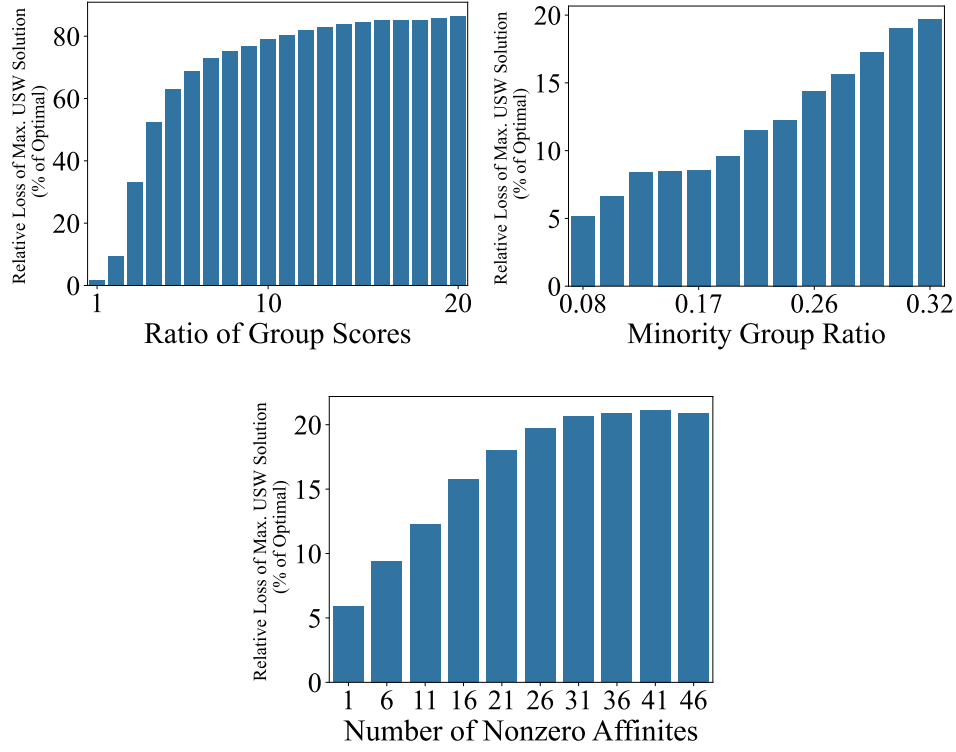 Relative Loss of Max. USW Solution
(% of Optimal)
80
60
40
20
0
1
10
20
Ratio of Group Scores
Relative Loss of Max. USW Solution
(% of Optimal)
20
15
10
5
0
0.08
0.17
0.26
0.32
Minority Group Ratio
Relative Loss of Max. USW Solution
(% of Optimal)
20
15
10
5
0
1 6 11 16 21 26 31 36 41 46
Number of Nonzero Affinites